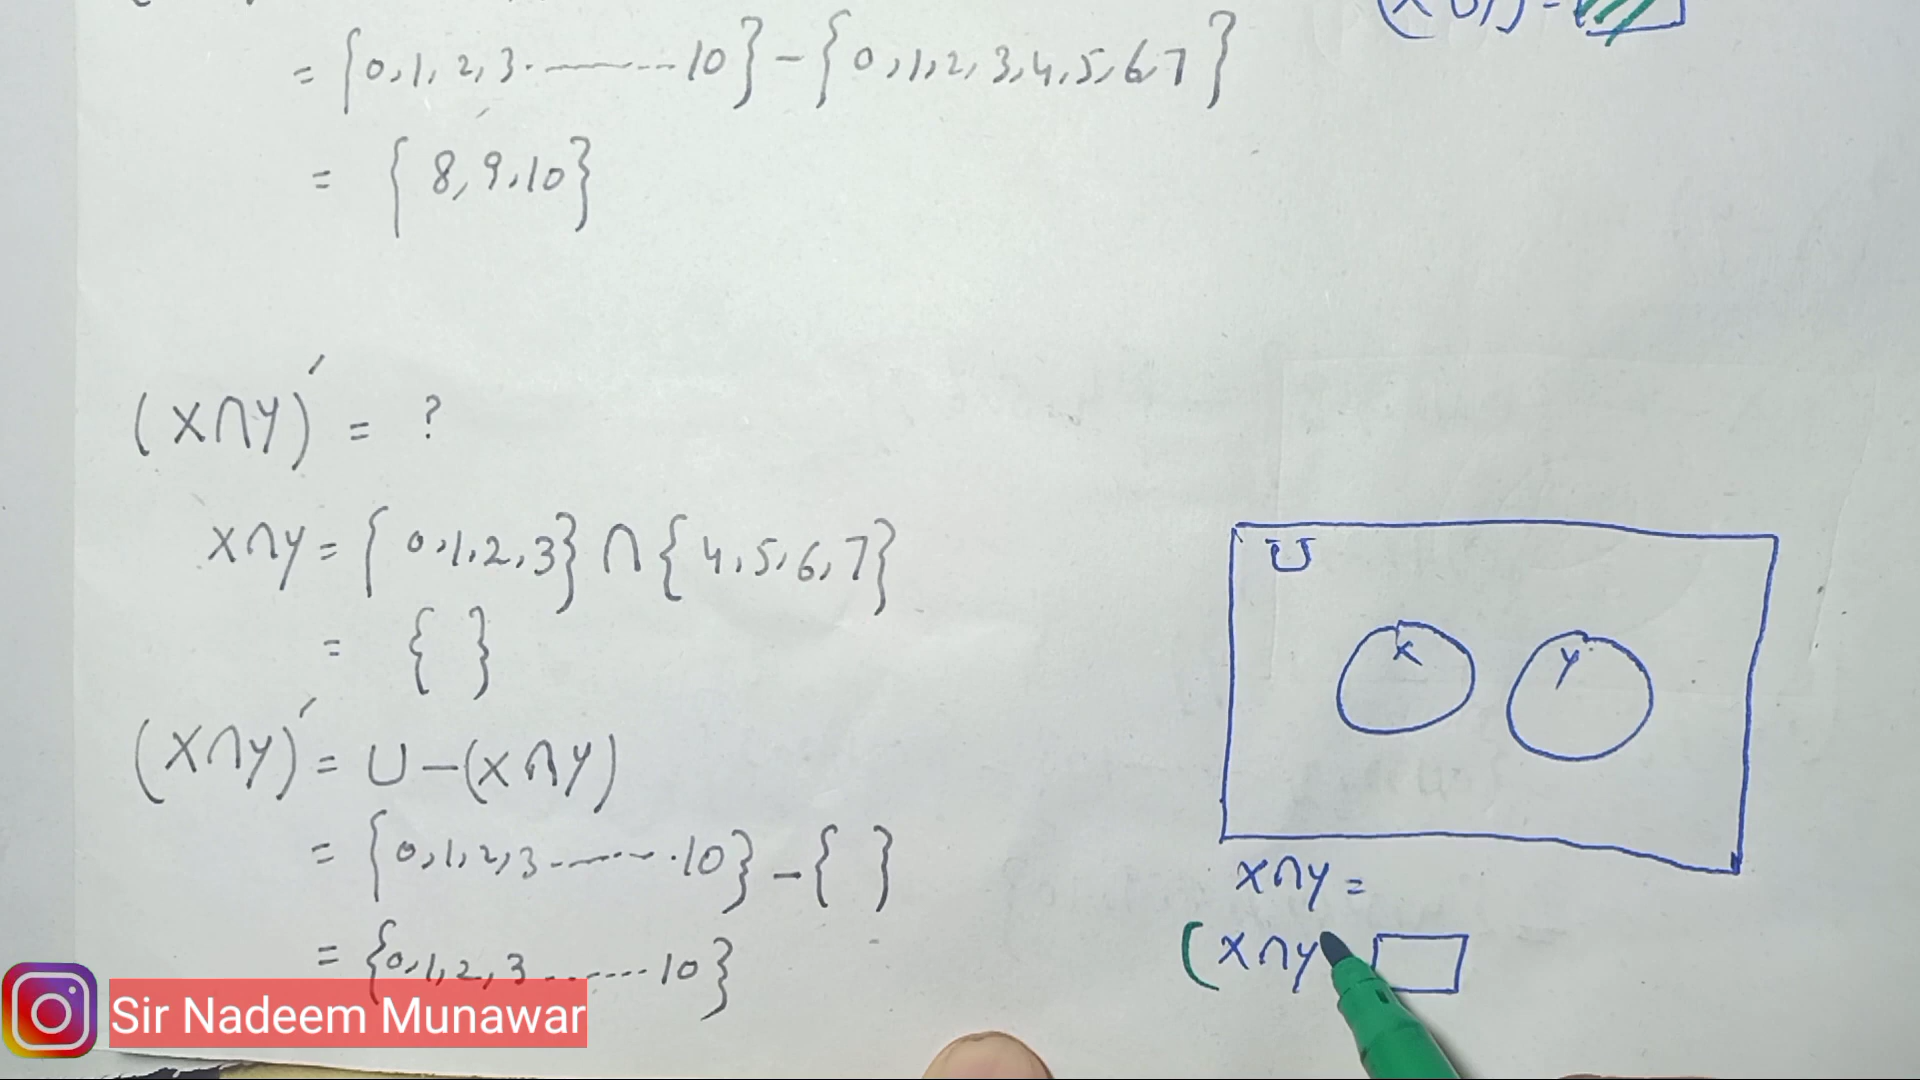 = {0,1,2,3.------10} - {0,1,2,3,4,5,6,7}
= {8,9,10}
(X∩Y)′ = ?
X∩Y = {0,1,2,3} ∩ {4,5,6,7}
= { }
(X∩Y)′ = U-(X∩Y)
= {0,1,2,3-------.10} - { }
= {0,1,2,3.......10}
U
X
Y
X∩Y =
(X∩Y
Sir Nadeem Munawar